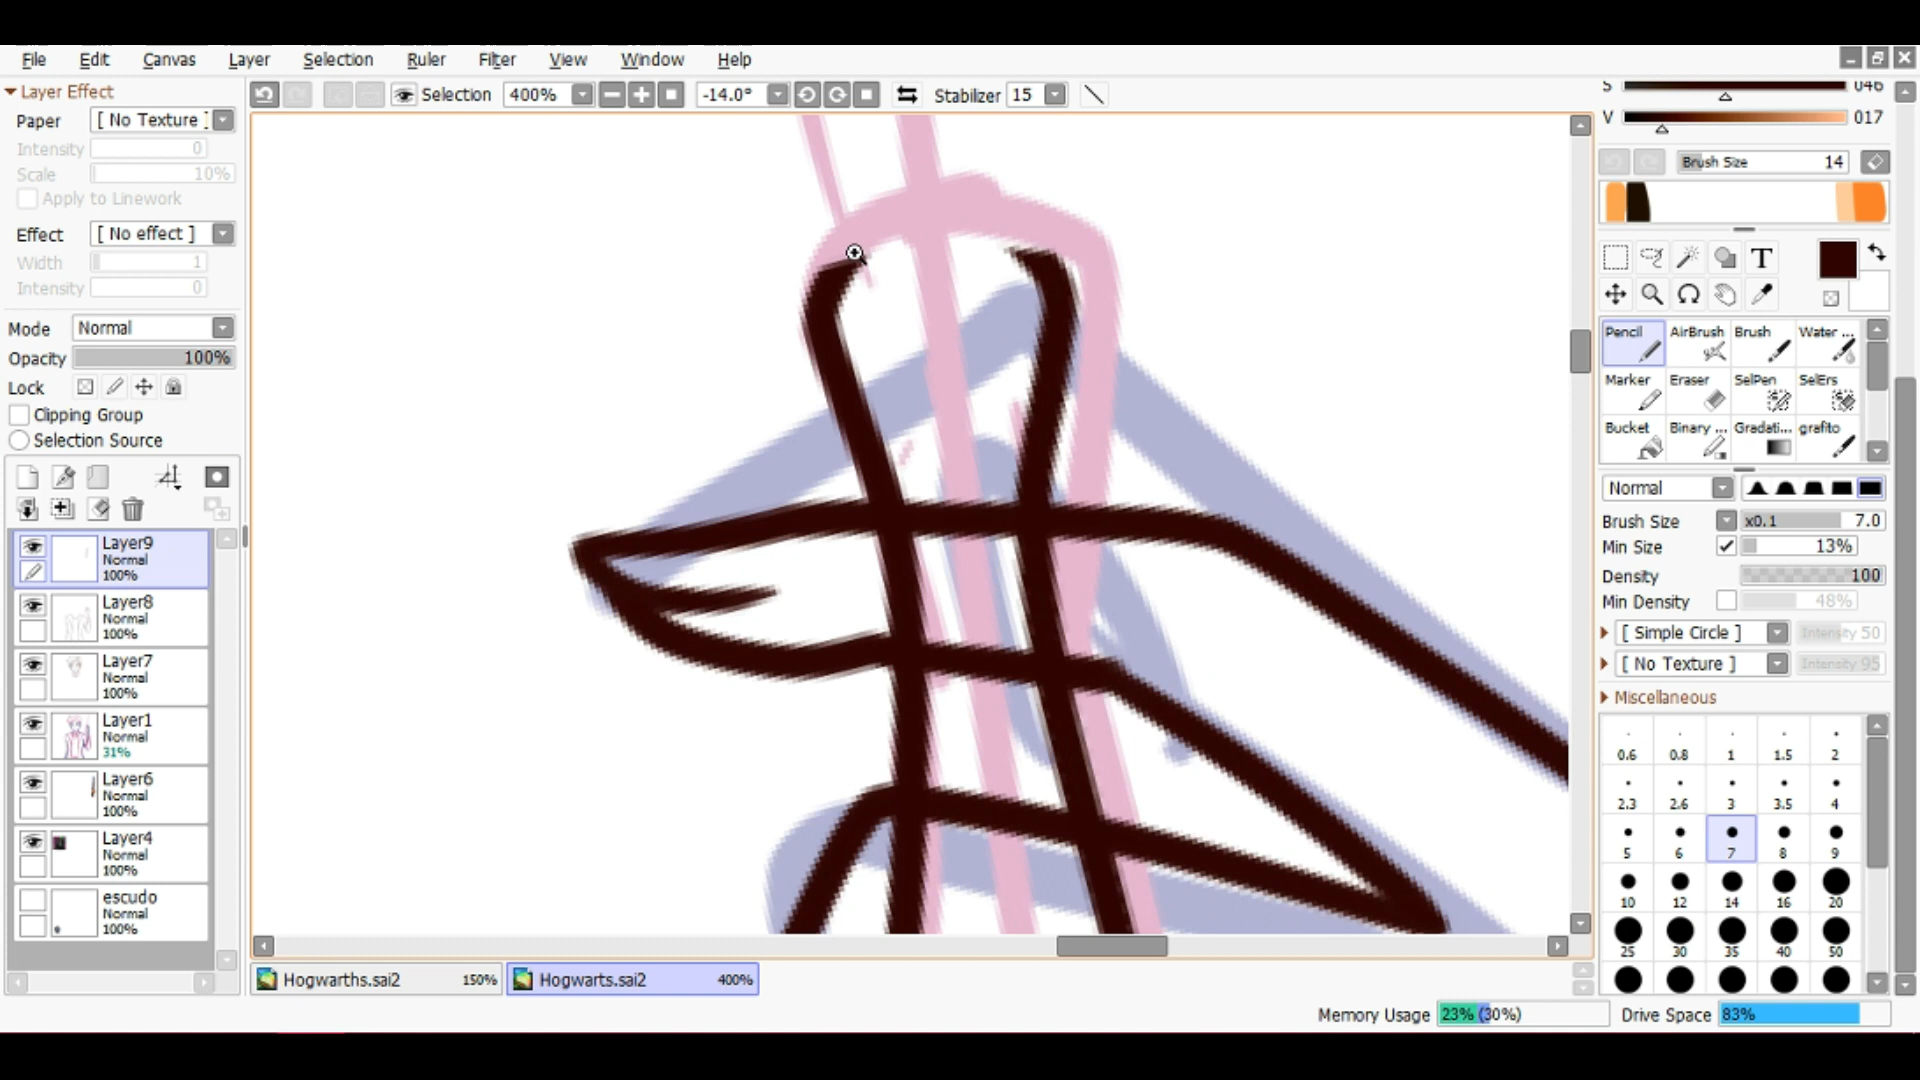 File Edit Canvas Layer Selection Ruler Filter View Window Help
Layer Effect
Paper [ No Texture ]
Intensity 0
Scale 10%
Apply to Linework
Effect [ No effect ]
Width 1
Intensity 0
Mode Normal
Opacity 100%
Lock
Clipping Group
Selection Source
Layer9
Normal
100%
Layer8
Normal
100%
Layer7
Normal
100%
Layer1
Normal
31%
Layer6
Normal
100%
Layer4
Normal
100%
escudo
Normal
100%
Selection 400% -14.0° Stabilizer 15
Hogwarths.sai2 150% Hogwarts.sai2 400%
S 046
V 017
Brush Size 14
T
Pencil AirBrush Brush Water ...
Marker Eraser SelPen SelErs
Bucket Binary ... Gradati... grafito
Normal
Brush Size x0.1 7.0
Min Size 13%
Density 100
Min Density 48%
[ Simple Circle ] Intensity 50
[ No Texture ] Intensity 95
Miscellaneous
0.6 0.8 1 1.5 2
2.3 2.6 3 3.5 4
5 6 7 8 9
10 12 14 16 20
25 30 35 40 50
Memory Usage 23% (30%) Drive Space 83%